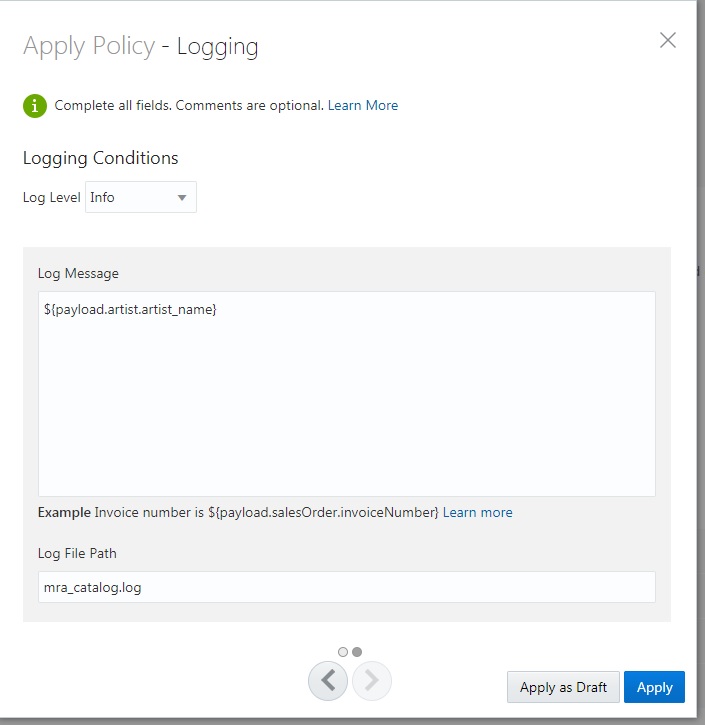 Apply Policy - Logging
Complete all fields. Comments are optional. Learn More
Logging Conditions
Log Level Info
Log Message
${payload.artist.artist_name}
Example Invoice number is ${payload.salesOrder.invoiceNumber} Learn more
Log File Path
mra_catalog.log
Apply as Draft Apply